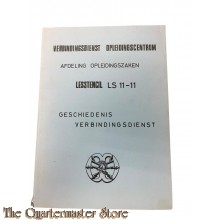 VERBINDINGSDIENST OPLEIDINGSCENTRUM
AFDELING OPLEIDINGSZAKEN
LESSTENCIL LS 11-11
GESCHIEDENIS
VERBINDINGSDIENST
The Quartermaster Store